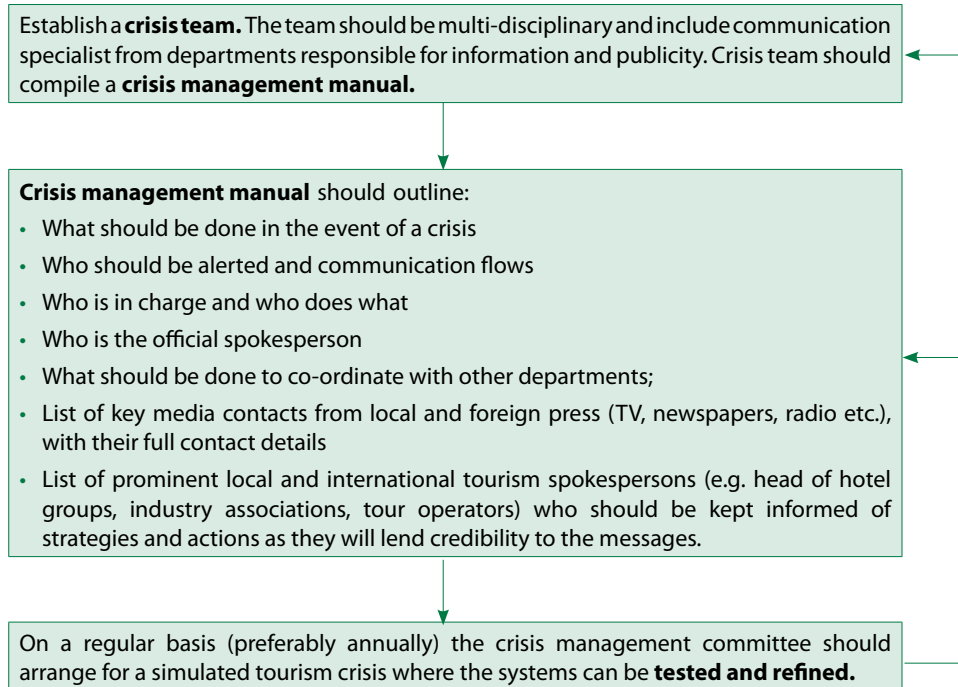 Establish a crisis team. The team should be multi-disciplinary and include communication
specialist from departments responsible for information and publicity. Crisis team should
compile a crisis management manual.
Crisis management manual should outline:
• What should be done in the event of a crisis
• Who should be alerted and communication flows
• Who is in charge and who does what
• Who is the official spokesperson
• What should be done to co-ordinate with other departments;
• List of key media contacts from local and foreign press (TV, newspapers, radio etc.),
with their full contact details
• List of prominent local and international tourism spokespersons (e.g. head of hotel
groups, industry associations, tour operators) who should be kept informed of
strategies and actions as they will lend credibility to the messages.
On a regular basis (preferably annually) the crisis management committee should
arrange for a simulated tourism crisis where the systems can be tested and refined.